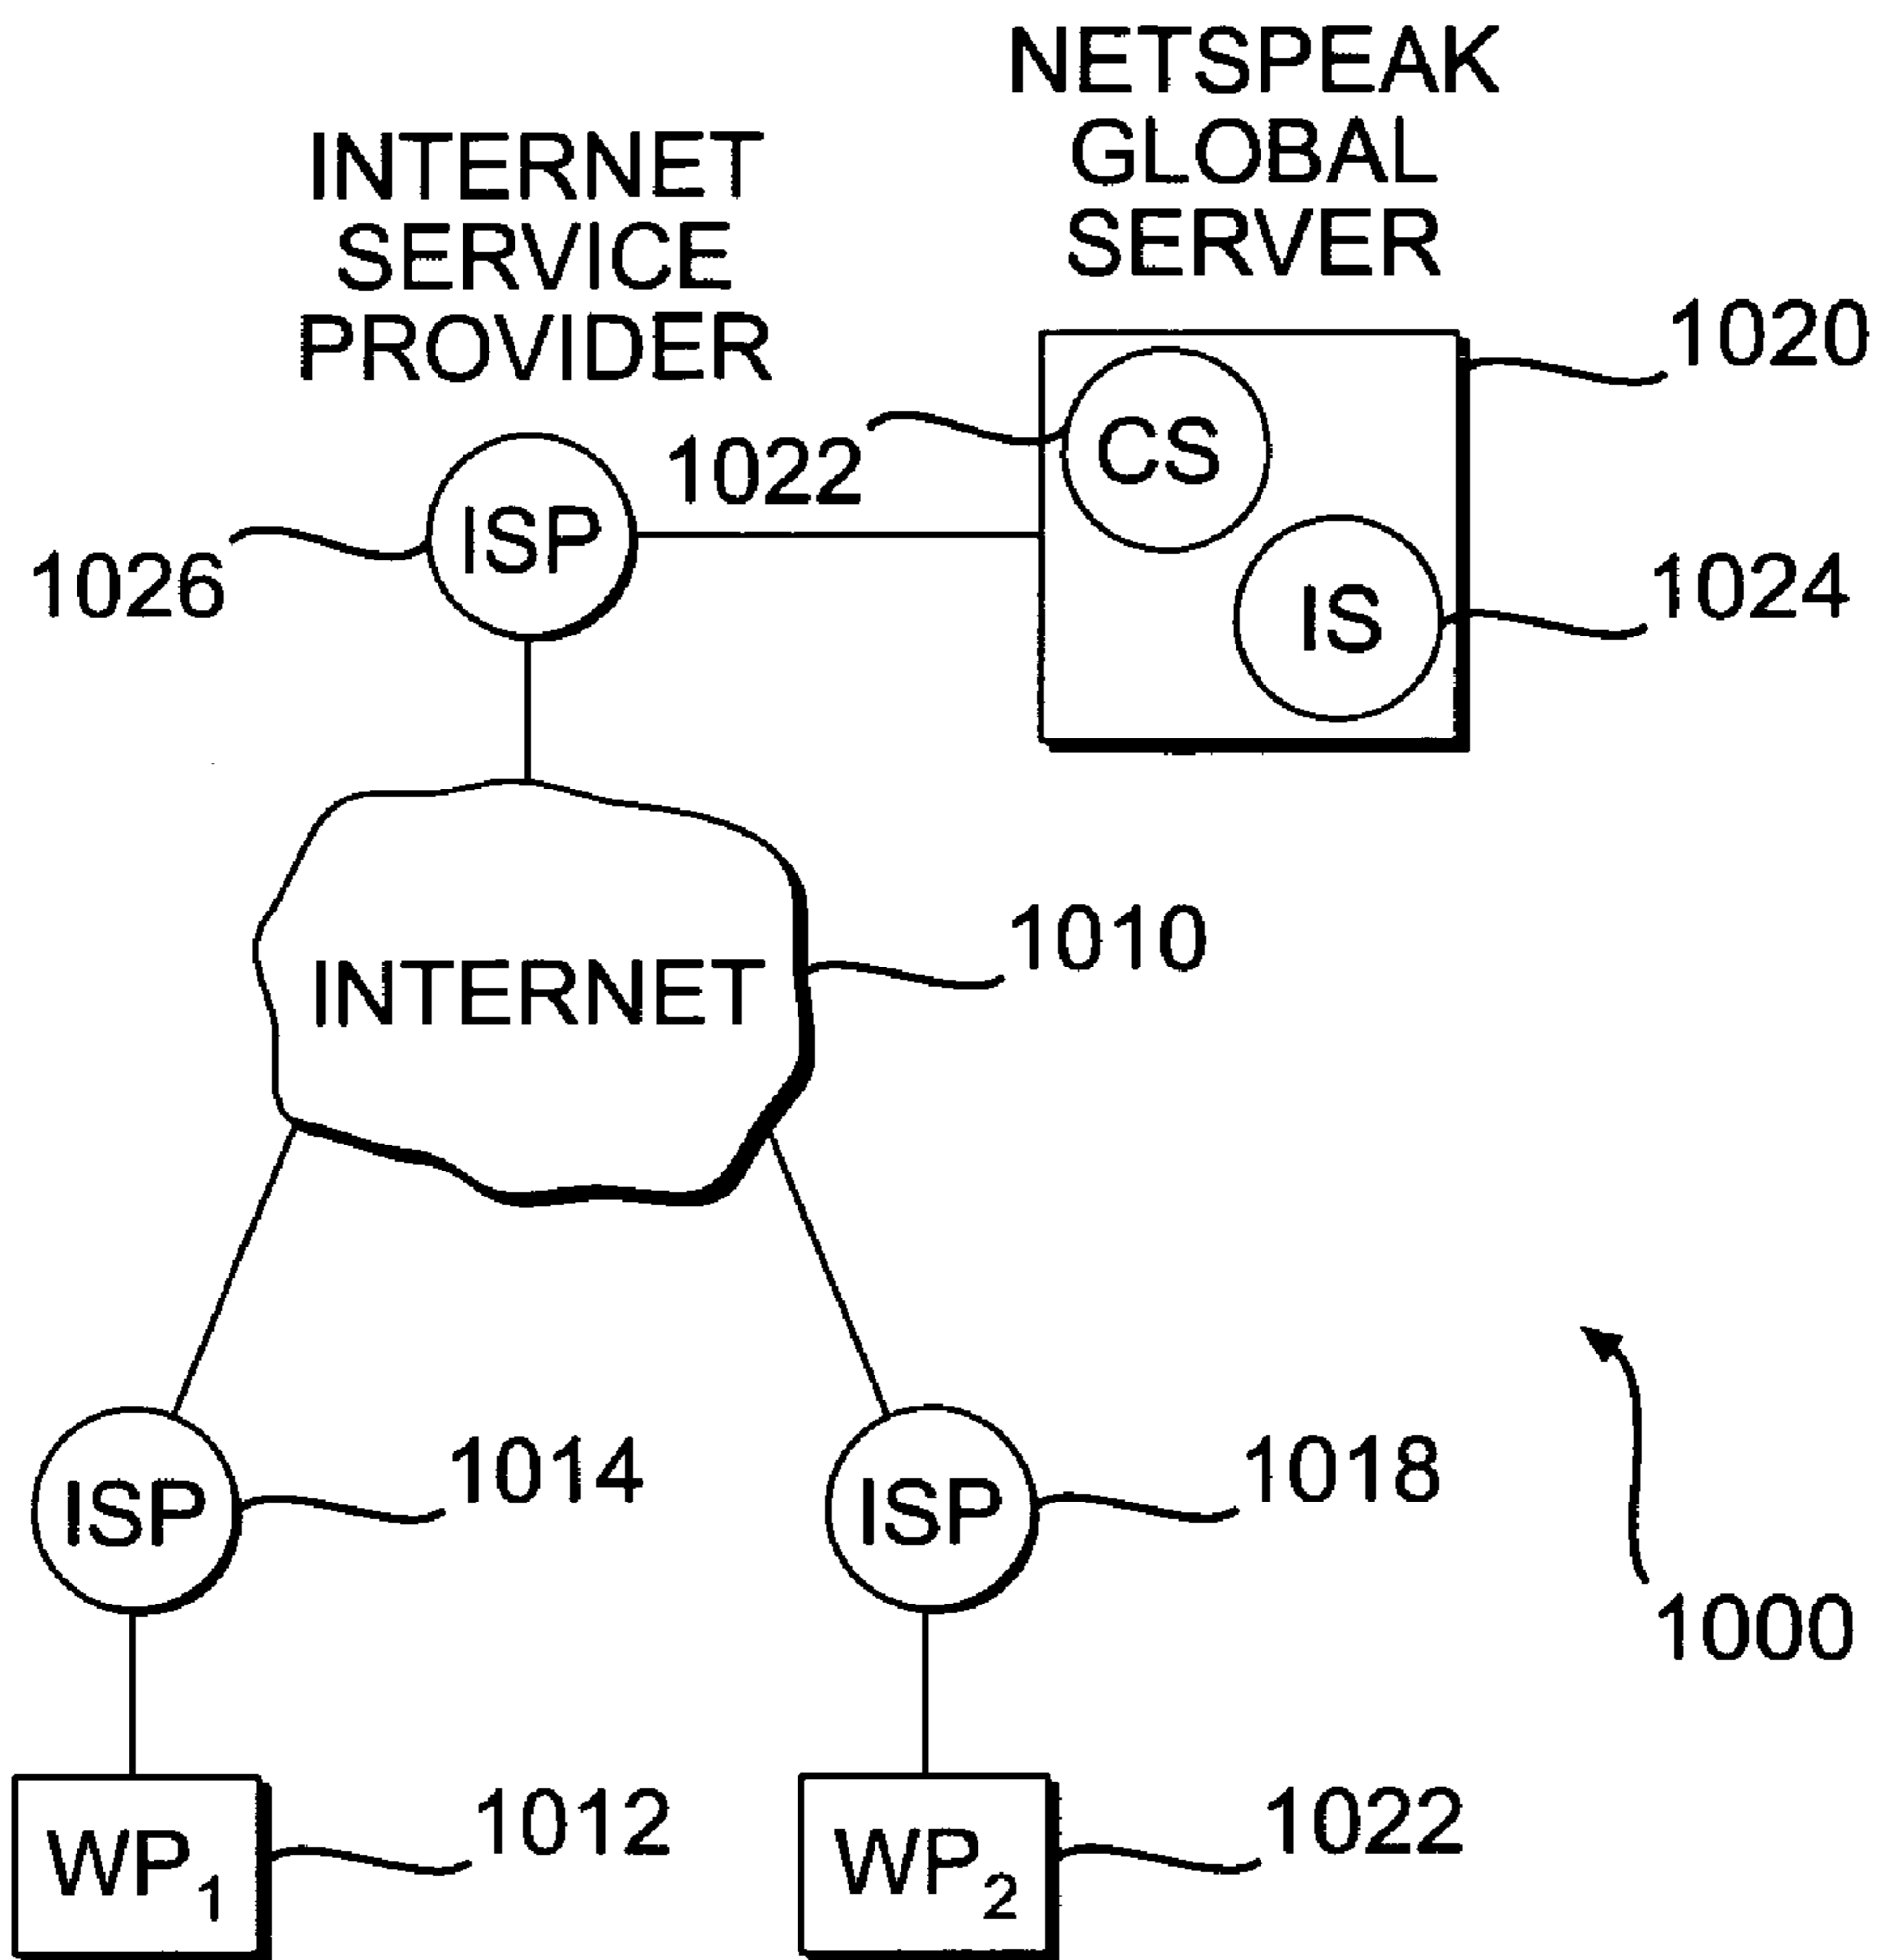 NETSPEAK
GLOBAL
SERVER
INTERNET
SERVICE
PROVIDER
1020
CS
1022
ISP
1026
IS
1024
INTERNET
1010
ISP
1014
ISP
1018
1000
WP1
1012
WP2
1022